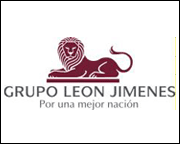 GRUPO LEON JIMENES
Por una mejor nación